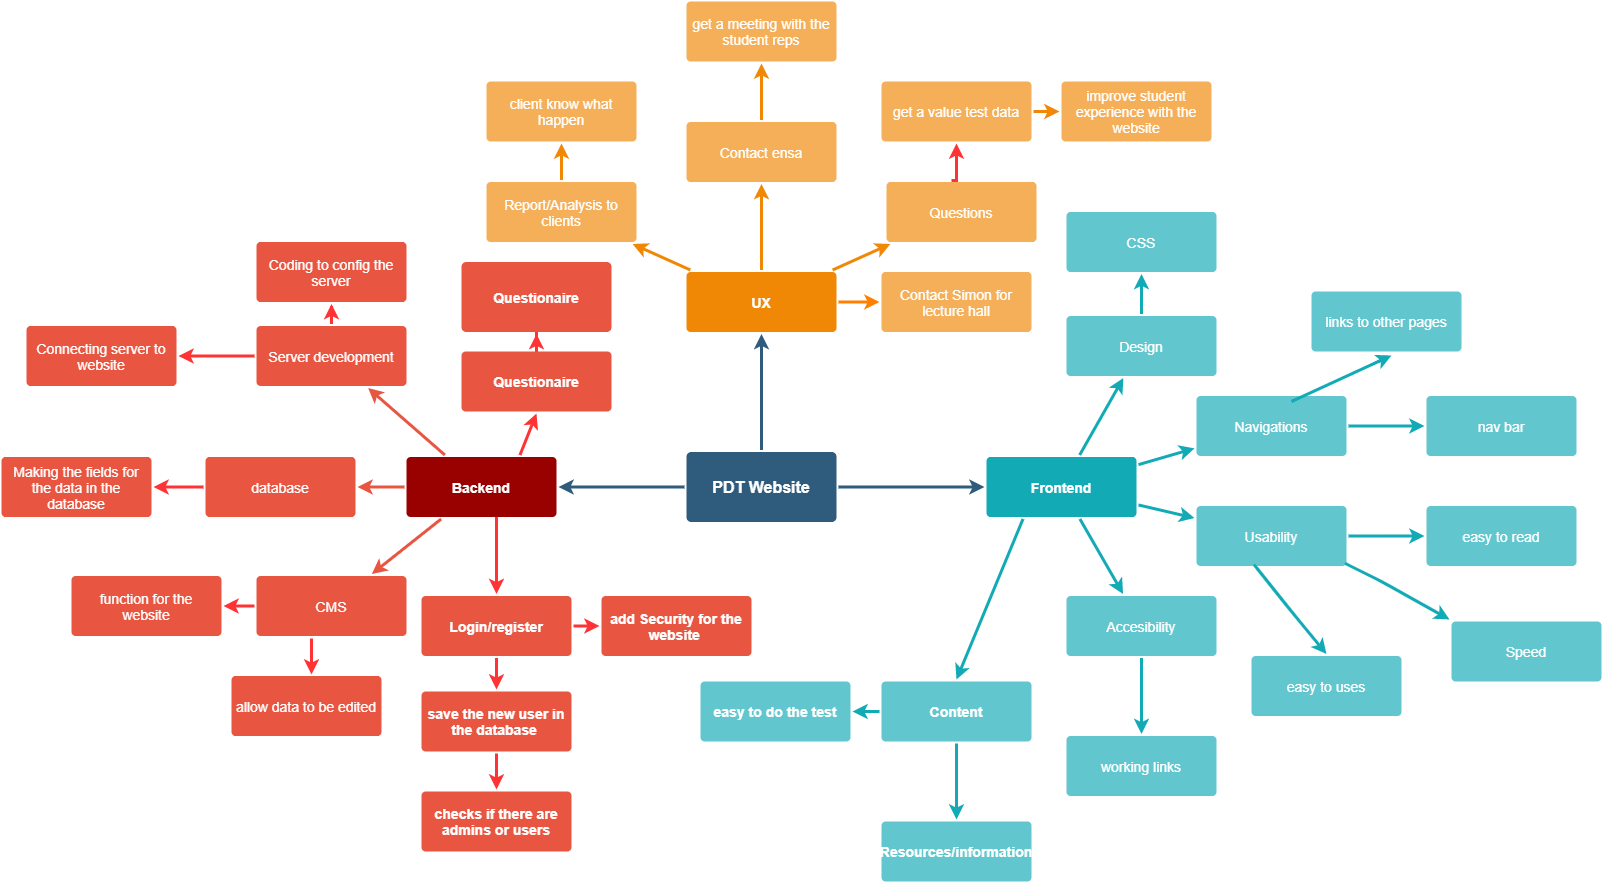 get a meeting with the
student reps
client know what
happen
get a value test data
improve student
experience with the
website
Contact ensa
Report/Analysis to
clients
Questions
CSS
Coding to config the
server
Questionaire
UX
Contact Simon for
lecture hall
links to other pages
Connecting server to
website
Server development
Questionaire
Design
Navigations
nav bar
Making the fields for
the data in the
database
database
Backend
PDT Website
Frontend
Usability
easy to read
function for the
website
CMS
Login/register
add Security for the
website
Accesibility
Speed
easy to uses
allow data to be edited
save the new user in
the database
easy to do the test
Content
working links
checks if there are
admins or users
Resources/information